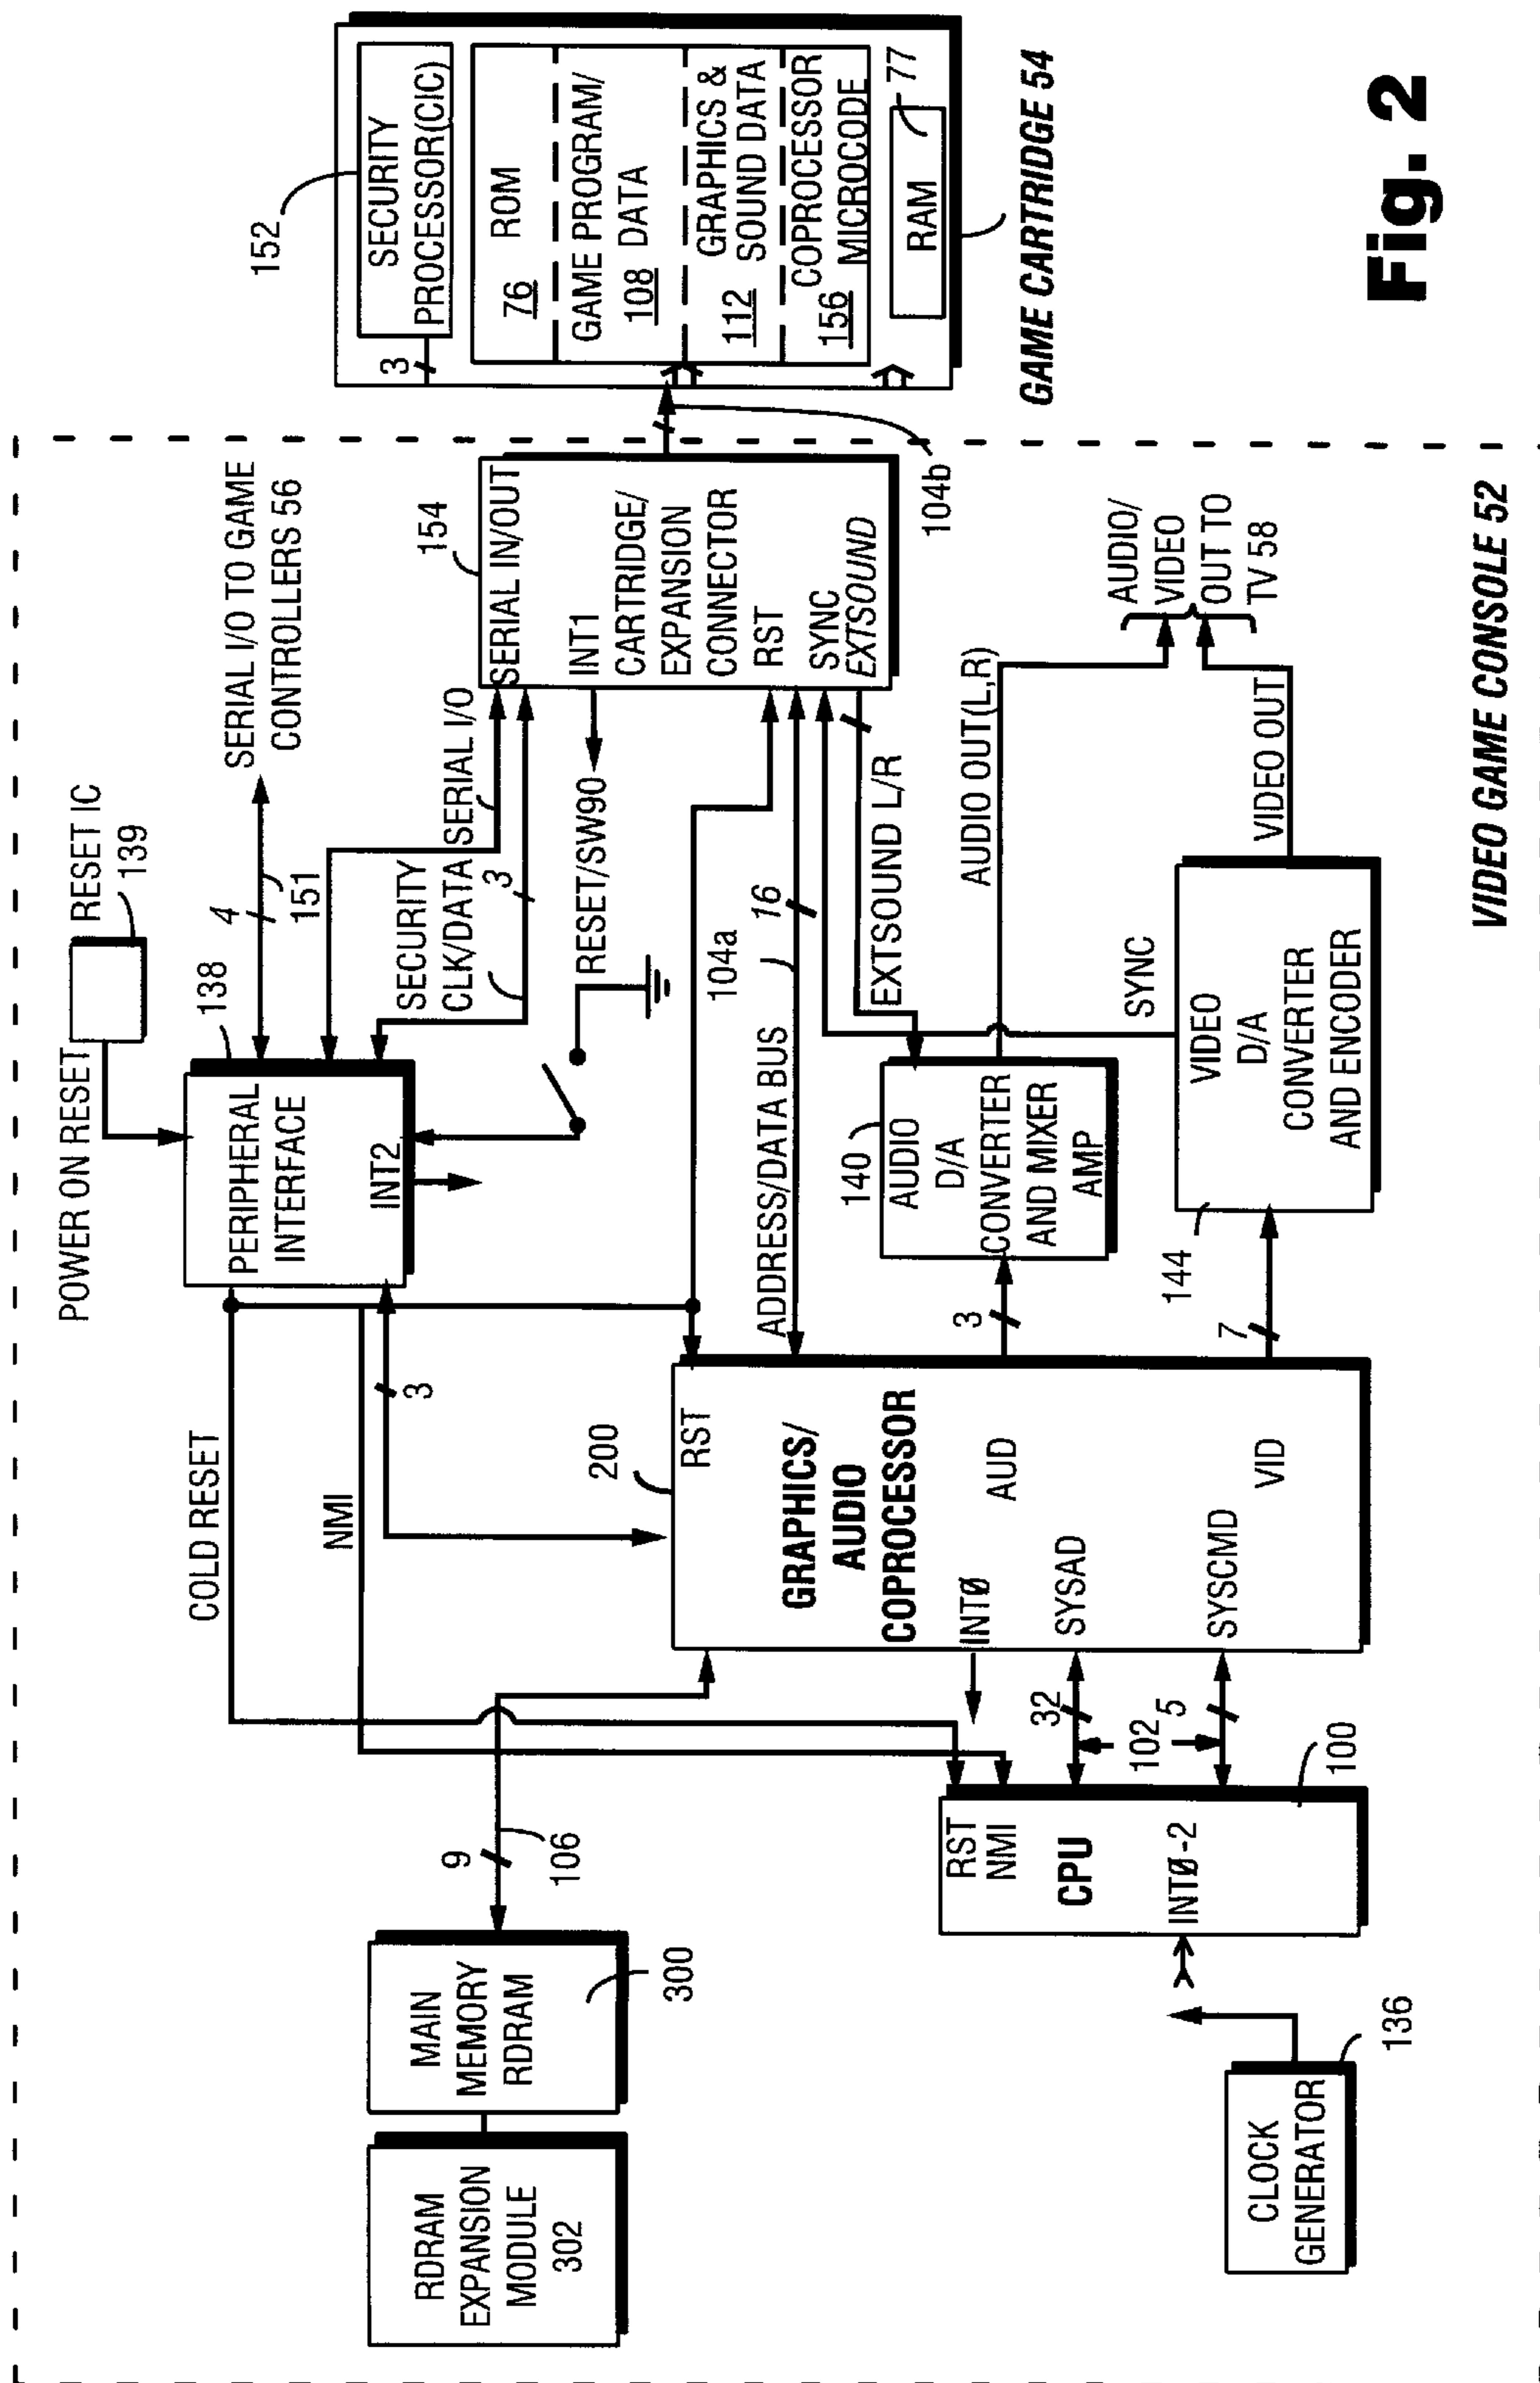 POWER ON RESET
RESET IC
139
138
PERIPHERAL
INTERFACE
INT2
4
151
SERIAL I/O TO GAME
CONTROLLERS 56
SECURITY
CLK/DATA
SERIAL I/O
3
RESET/SW90
COLD RESET
NMI
3
RDRAM
EXPANSION
MODULE
302
MAIN
MEMORY
RDRAM
300
9
106
200
RST
GRAPHICS/
AUDIO
COPROCESSOR
INTØ
AUD
SYSAD
SYSCMD
VID
104a
ADDRESS/DATA BUS
16
154
SERIAL IN/OUT
INT1
CARTRIDGE/
EXPANSION
CONNECTOR
RST
SYNC
EXTSOUND
104b
EXTSOUND L/R
140
AUDIO
D/A
CONVERTER
AND MIXER
AMP
3
AUDIO OUT(L,R)
AUDIO/
VIDEO
OUT TO
TV 58
SYNC
144
VIDEO
D/A
CONVERTER
AND ENCODER
7
VIDEO OUT
RST
NMI
CPU
INTØ-2
32
102
5
100
CLOCK
GENERATOR
136
VIDEO GAME CONSOLE 52
152
SECURITY
PROCESSOR(CIC)
3
ROM
76
GAME PROGRAM/
108 DATA
GRAPHICS &
112 SOUND DATA
COPROCESSOR
156 MICROCODE
RAM
77
GAME CARTRIDGE 54
Fig. 2